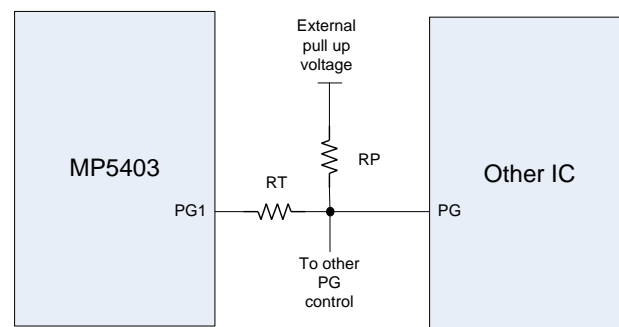 External
pull up
voltage
MP5403
RP
Other IC
RT
PG1
PG
To other
PG
control